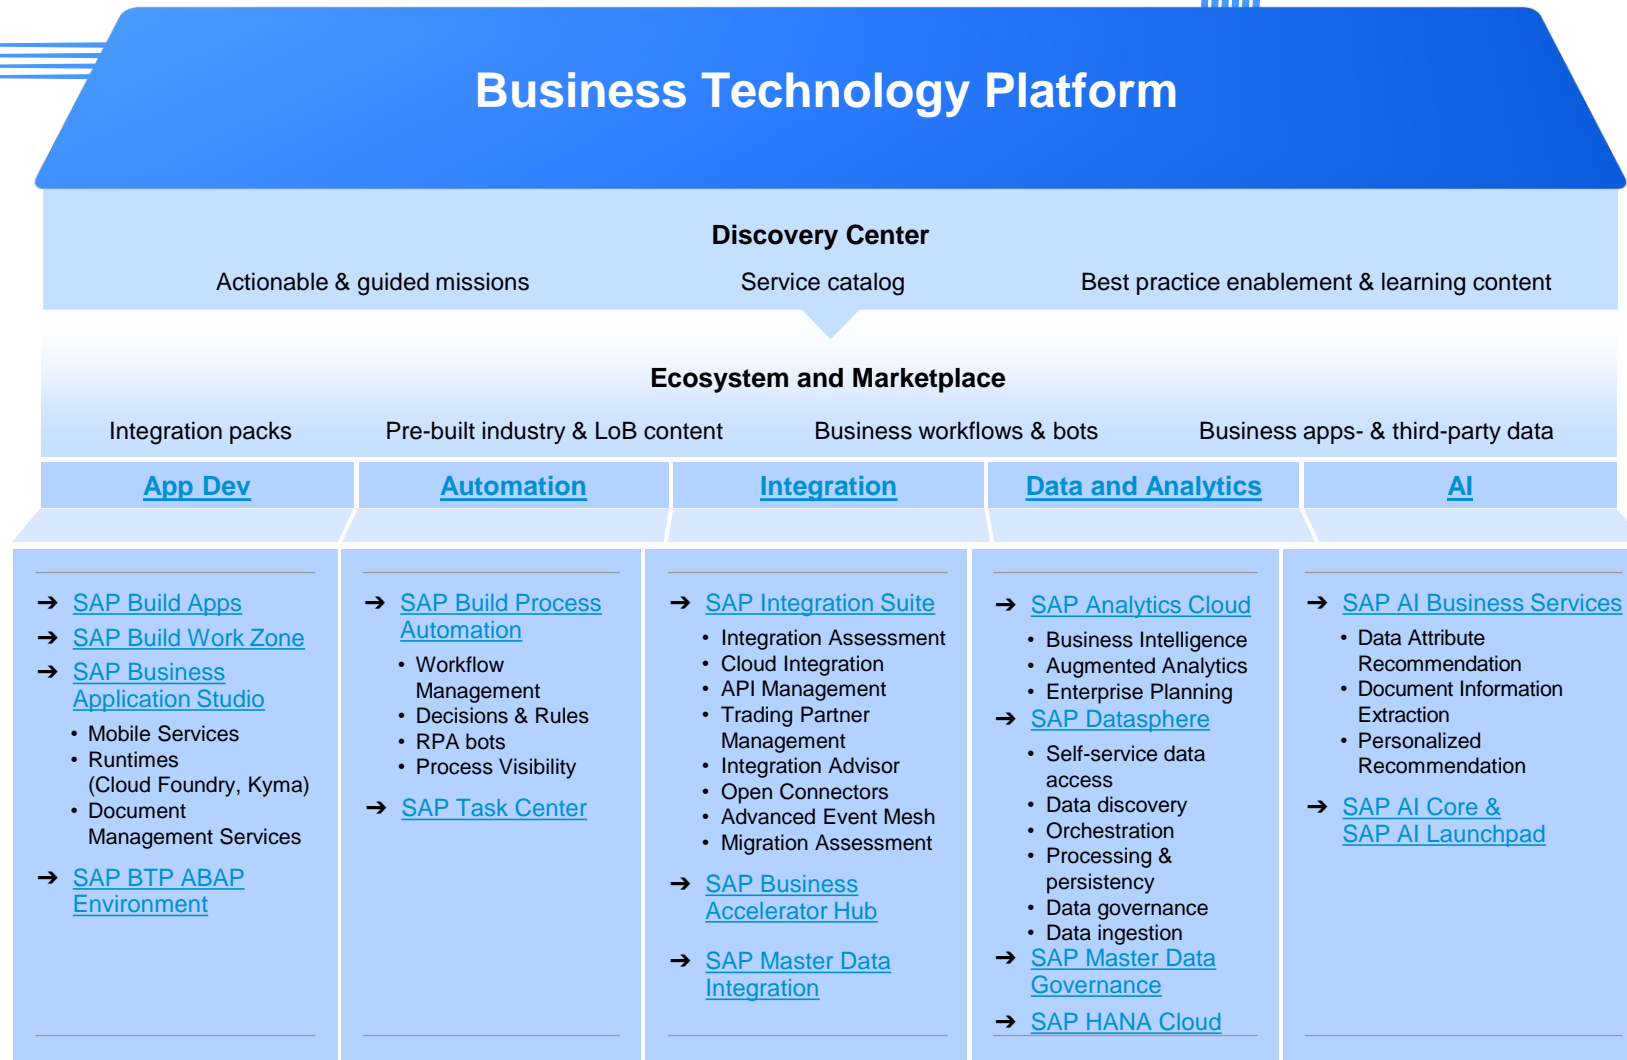 Business Technology Platform
Discovery Center
Actionable & guided missions
Service catalog
Best practice enablement & learning content
Ecosystem and Marketplace
Integration packs
Pre-built industry & LoB content
Business workflows & bots
Business apps- & third-party data
App Dev
Automation
Integration
Data and Analytics
AI
➔ SAP Build Apps
➔ SAP Build Work Zone
➔ SAP Business
Application Studio
• Mobile Services
• Runtimes
(Cloud Foundry, Kyma)
• Document
Management Services
➔ SAP BTP ABAP
Environment
➔ SAP Build Process
Automation
• Workflow
Management
• Decisions & Rules
• RPA bots
• Process Visibility
➔ SAP Task Center
➔ SAP Integration Suite
• Integration Assessment
• Cloud Integration
• API Management
• Trading Partner
Management
• Integration Advisor
• Open Connectors
• Advanced Event Mesh
• Migration Assessment
➔ SAP Business
Accelerator Hub
➔ SAP Master Data
Integration
➔ SAP Analytics Cloud
• Business Intelligence
• Augmented Analytics
• Enterprise Planning
➔ SAP Datasphere
• Self-service data
access
• Data discovery
• Orchestration
• Processing &
persistency
• Data governance
• Data ingestion
➔ SAP Master Data
Governance
➔ SAP HANA Cloud
➔ SAP AI Business Services
• Data Attribute
Recommendation
• Document Information
Extraction
• Personalized
Recommendation
➔ SAP AI Core &
SAP AI Launchpad